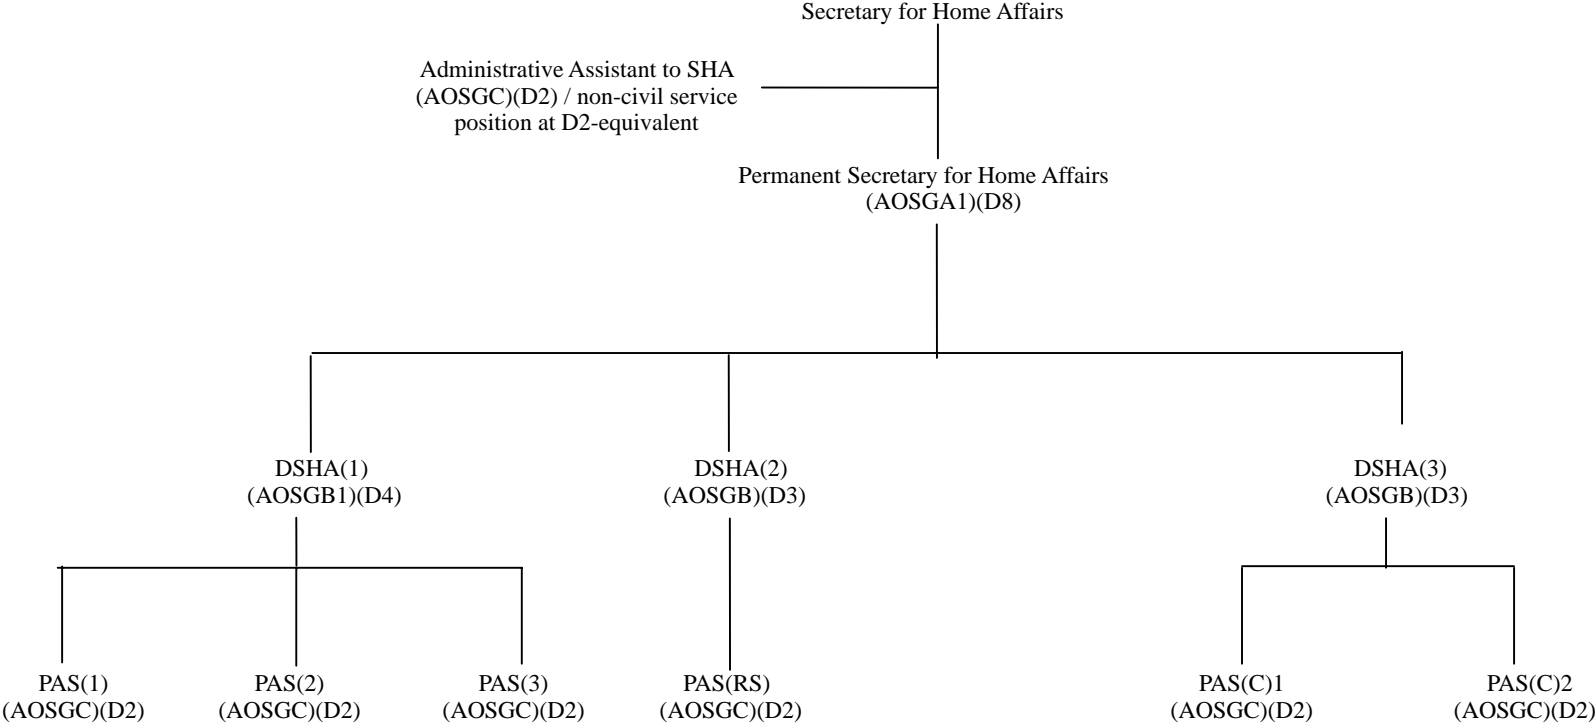 Secretary for Home Affairs
Administrative Assistant to SHA
(AOSGC)(D2) / non-civil service
position at D2-equivalent
Permanent Secretary for Home Affairs
(AOSGA1)(D8)
DSHA(1)
(AOSGB1)(D4)
DSHA(2)
(AOSGB)(D3)
DSHA(3)
(AOSGB)(D3)
PAS(1)
(AOSGC)(D2)
PAS(2)
(AOSGC)(D2)
PAS(3)
(AOSGC)(D2)
PAS(RS)
(AOSGC)(D2)
PAS(C)1
(AOSGC)(D2)
PAS(C)2
(AOSGC)(D2)